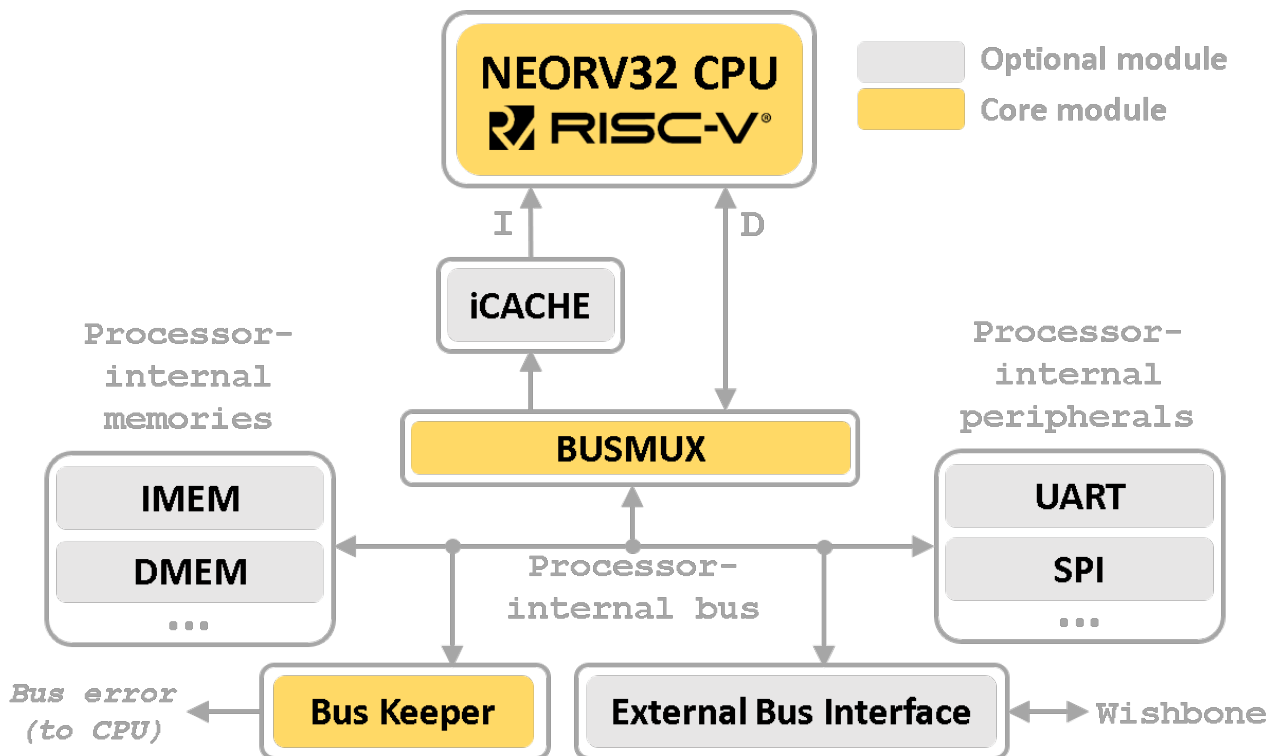 NEORV32 CPU
RISC-V®
Optional module
Core module
I
D
iCACHE
Processor-
internal
memories
Processor-
internal
peripherals
BUSMUX
IMEM
DMEM
...
UART
SPI
...
Processor-
internal bus
Bus error
(to CPU)
Bus Keeper
External Bus Interface
Wishbone